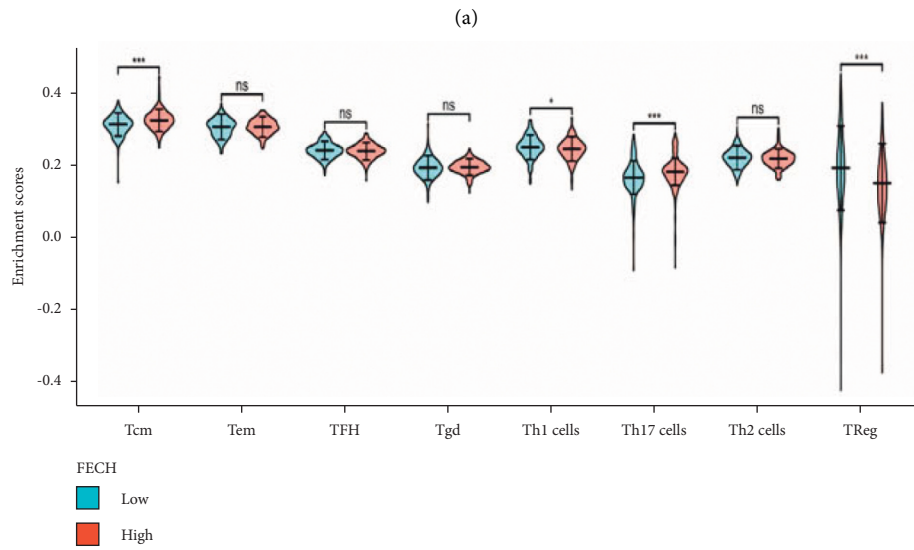 (a)
Enrichment scores
0.4
0.2
0.0
-0.2
-0.4
***
ns
ns
ns
*
***
ns
***
Tcm
Tem
TFH
Tgd
Th1 cells
Th17 cells
Th2 cells
TReg
FECH
Low
High